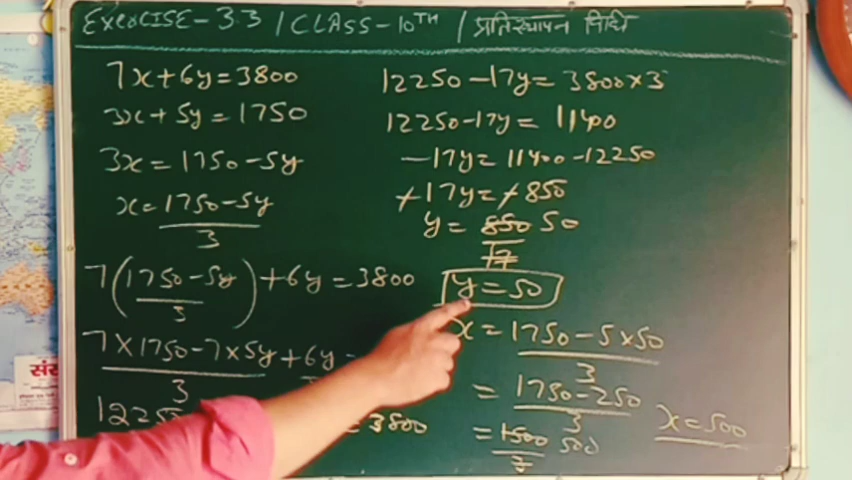 EXERCISE-3.3 / CLASS-10TH / प्रतिस्थापन विधि
7x+6y=3800
3x+5y=1750
3x=1750-5y
x=1750-5y
3
7(1750-5y)+6y=3800
3
7×1750-7×5y+6y
3
=3800
12250-17y=3800×3
12250-17y=11400
-17y=11400-12250
-17y=-850
y=850 50
17
y=50
x=1750-5×50
3
=1750-250
3
=1500 500
x=500
संस